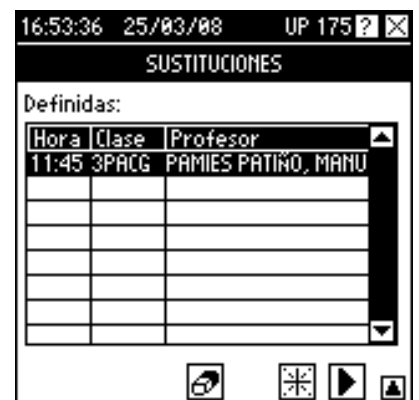 16:53:36 25/03/08 UP 175 ? X
SUSTITUCIONES
Definidas:
Hora Clase Profesor
11:45 3PACG PAMIES PATIÑO, MANU